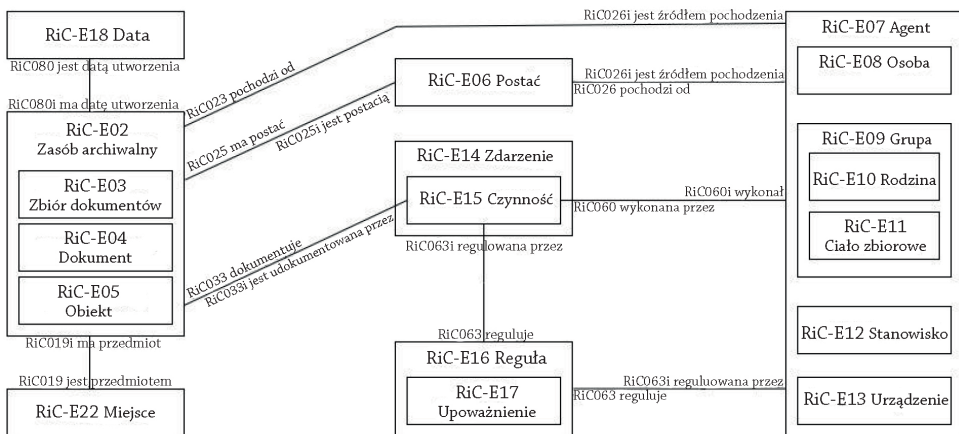 RiC-E18 Data
RiC080 jest datą utworzenia
RiC080i ma datę utworzenia
RiC-E02
Zasób archiwalny
RiC-E03
Zbiór dokumentów
RiC-E04
Dokument
RiC-E05
Obiekt
RiC019i ma przedmiot
RiC019 jest przedmiotem
RiC-E22 Miejsce
RiC023 pochodzi od
RiC026i jest źródłem pochodzenia
RiC025 ma postać
RiC025i jest postacią
RiC-E06 Postać
RiC026i jest źródłem pochodzenia
RiC026 pochodzi od
RiC033 dokumentuje
RiC033i jest udokumentowana przez
RiC-E14 Zdarzenie
RiC-E15 Czynność
RiC060i wykonał
RiC060 wykonana przez
RiC063i regulowana przez
RiC063 reguluje
RiC-E16 Reguła
RiC-E17
Upoważnienie
RiC063i reguluowana przez
RiC063 reguluje
RiC-E07 Agent
RiC-E08 Osoba
RiC-E09 Grupa
RiC-E10 Rodzina
RiC-E11
Ciało zbiorowe
RiC-E12 Stanowisko
RiC-E13 Urządzenie